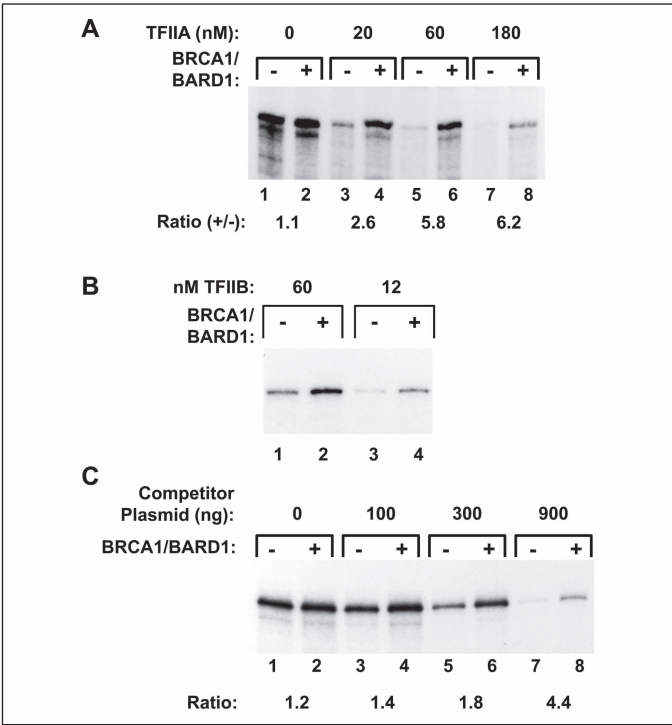 A
TFIIA (nM): 0 20 60 180
BRCA1/
BARD1: - + - + - + - +
1 2 3 4 5 6 7 8
Ratio (+/-): 1.1 2.6 5.8 6.2
B
nM TFIIB: 60 12
BRCA1/
BARD1: - + - +
1 2 3 4
C
Competitor
Plasmid (ng): 0 100 300 900
BRCA1/BARD1: - + - + - + - +
1 2 3 4 5 6 7 8
Ratio: 1.2 1.4 1.8 4.4